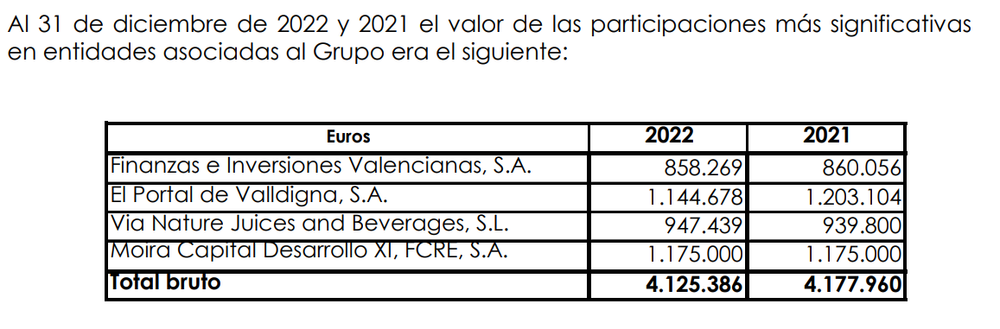 Al 31 de diciembre de 2022 y 2021 el valor de las participaciones más significativas
en entidades asociadas al Grupo era el siguiente:
Euros 2022 2021
Finanzas e Inversiones Valencianas, S.A. 858.269 860.056
El Portal de Valldigna, S.A. 1.144.678 1.203.104
Via Nature Juices and Beverages, S.L. 947.439 939.800
Moira Capital Desarrollo XI, FCRE, S.A. 1.175.000 1.175.000
Total bruto 4.125.386 4.177.960